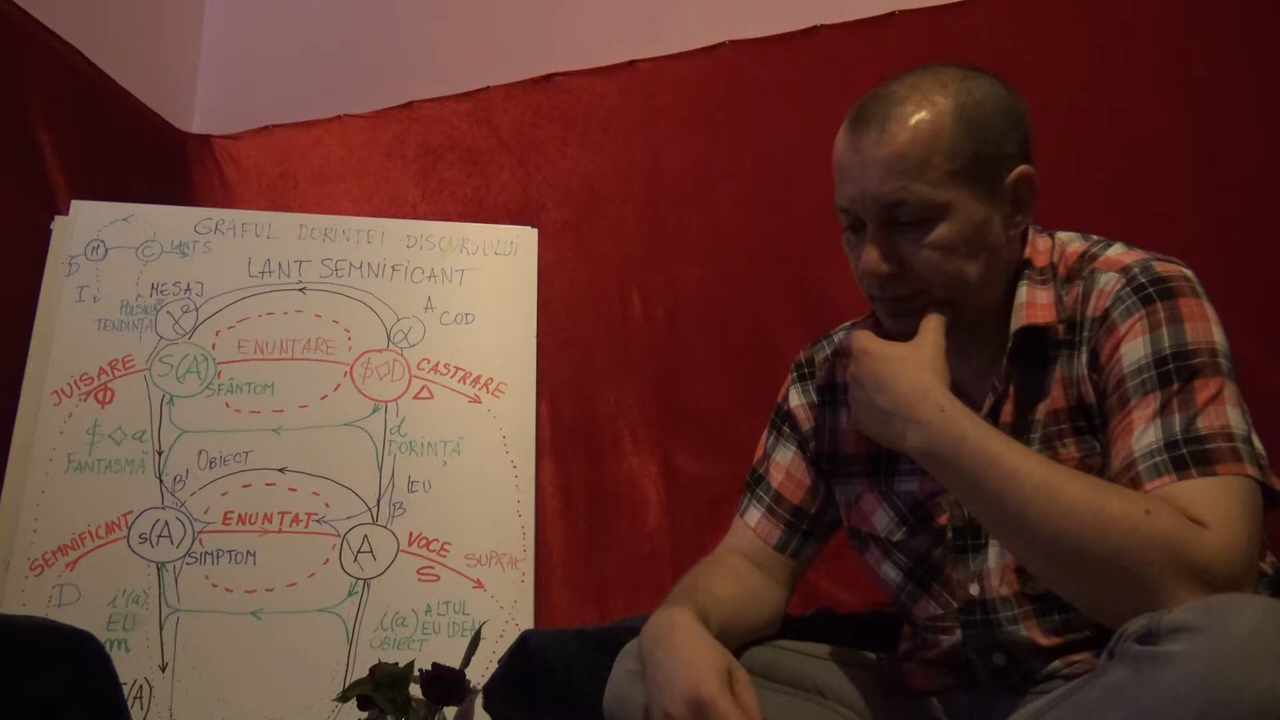 GRAFUL DORINȚEI DISCURSULUI
LANȚ SEMNIFICANT
C
LANT S
D
I
MESAJ
PULSIUNE
TENDINȚA
γ
A
COD
α
JUISARE
Φ
S(A)
ENUNȚARE
$◇D
CASTRARE
Δ
SFÂNTOM
$◇a
FANTASMĂ
d
DORINȚĂ
β'
OBIECT
EU
β
SEMNIFICANT
s(A)
ENUNȚAT
A
VOCE
S
SIMPTOM
D
i'(a)
EU
m
i(a)
ALTUL
EU IDEAL
OBIECT
(A)